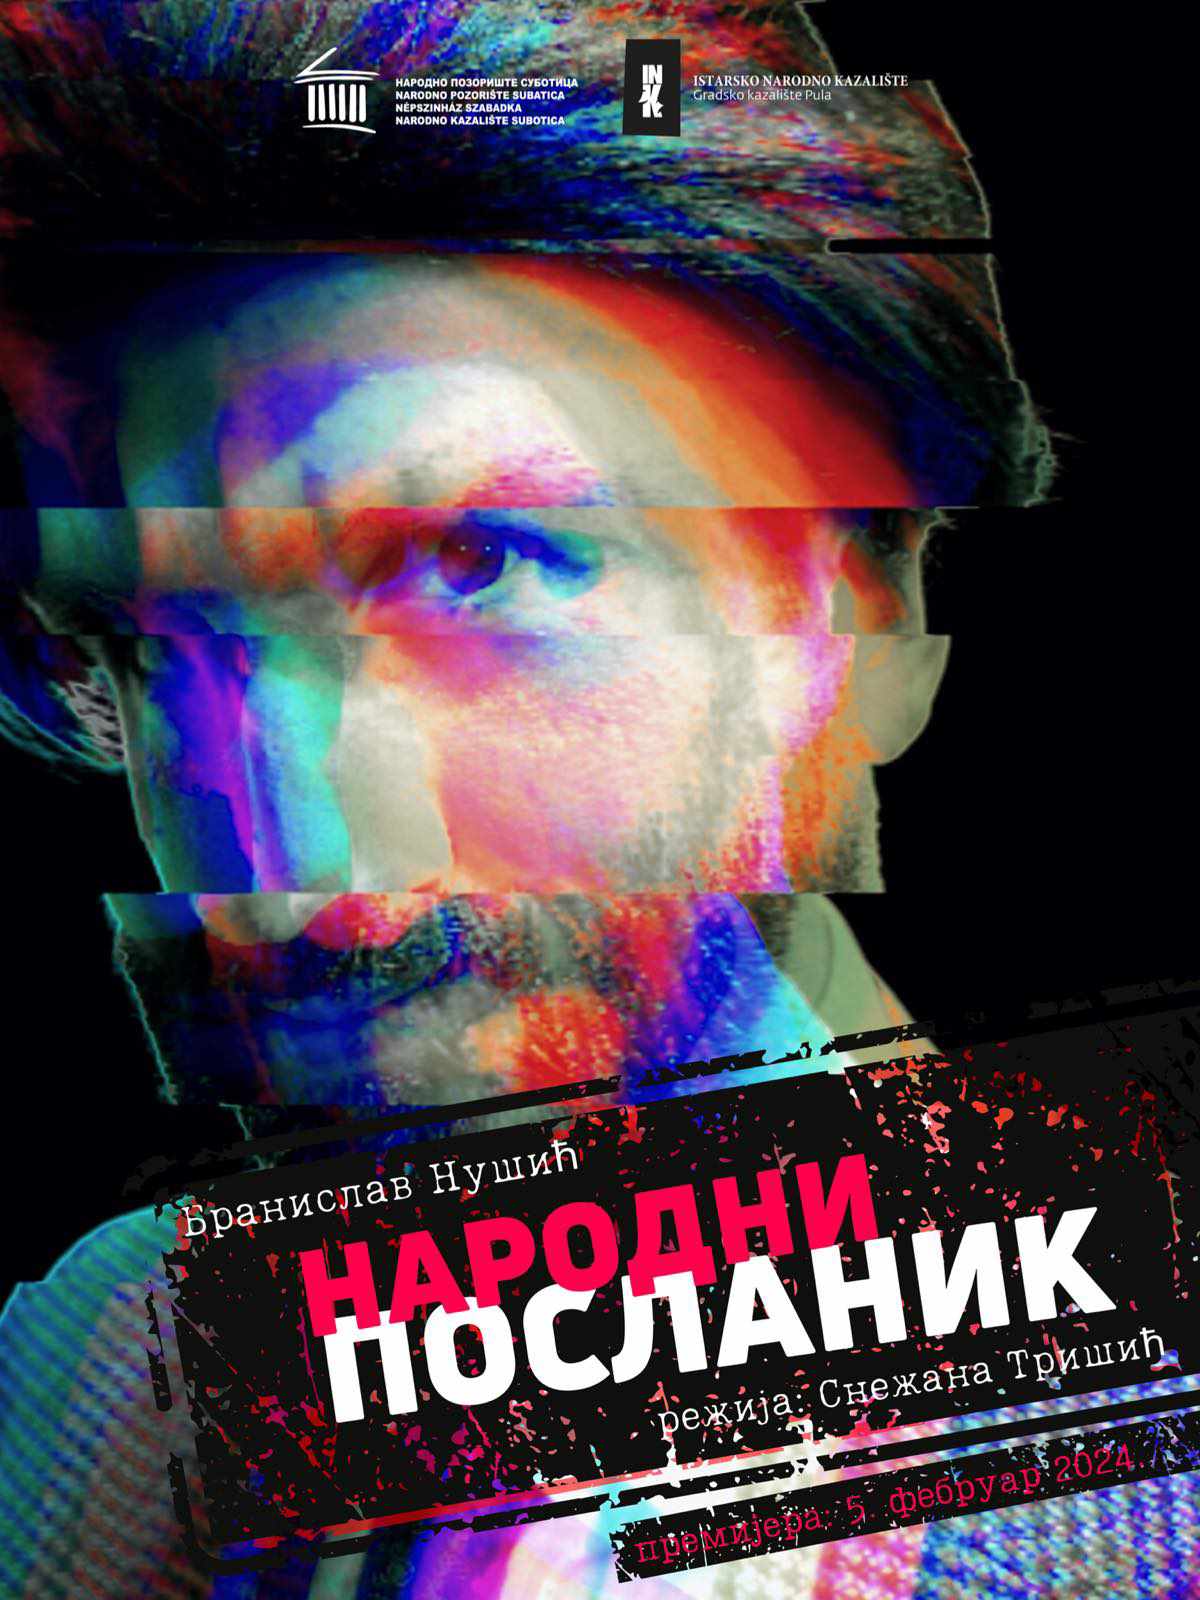 НАРОДНО ПОЗОРИШТЕ СУБОТИЦА
NARODNO POZORIŠTE SUBATICA
NÉPSZINHÁZ SZABADKA
NARODNO KAZALIŠTE SUBOTICA
INK
ISTARSKO NARODNO KAZALIŠTE
Gradsko kazalište Pula
Бранислав Нушић
НАРОДНИ
ПОСЛАНИК
режија: Снежана Тришић
премијера: 5. фебруар 2024.